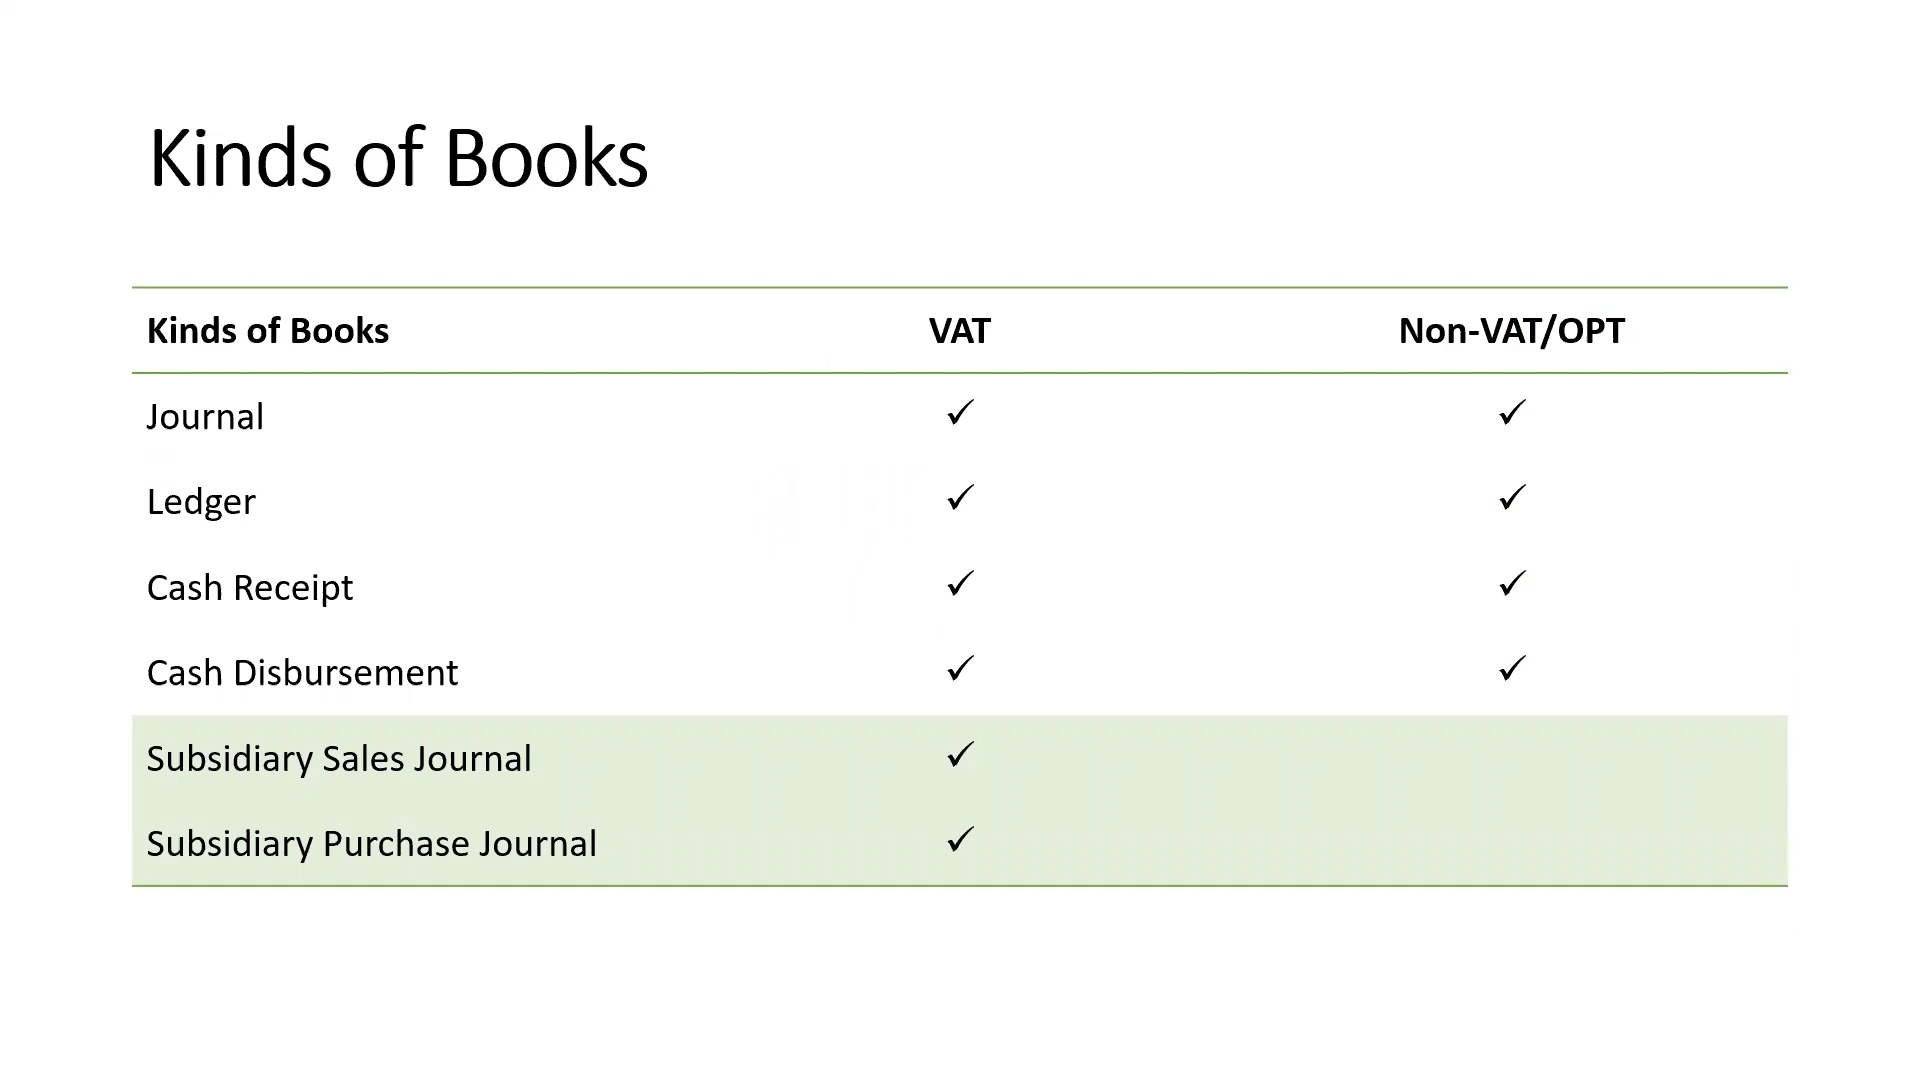 Kinds of Books
Kinds of Books VAT Non-VAT/OPT
Journal ✓ ✓
Ledger ✓ ✓
Cash Receipt ✓ ✓
Cash Disbursement ✓ ✓
Subsidiary Sales Journal ✓
Subsidiary Purchase Journal ✓